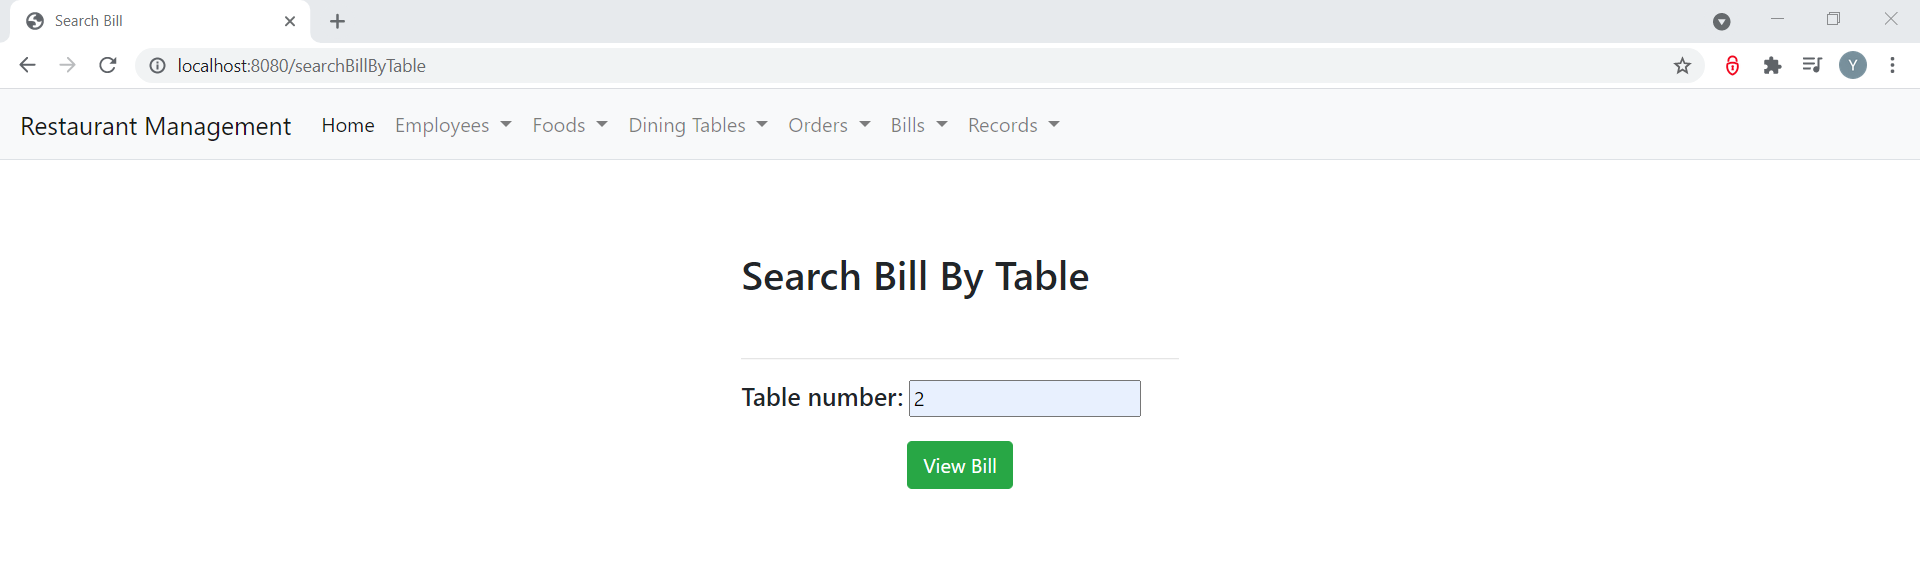 Search Bill
localhost:8080/searchBillByTable
Y
Restaurant Management Home Employees Foods Dining Tables Orders Bills Records
Search Bill By Table
Table number: 2
View Bill